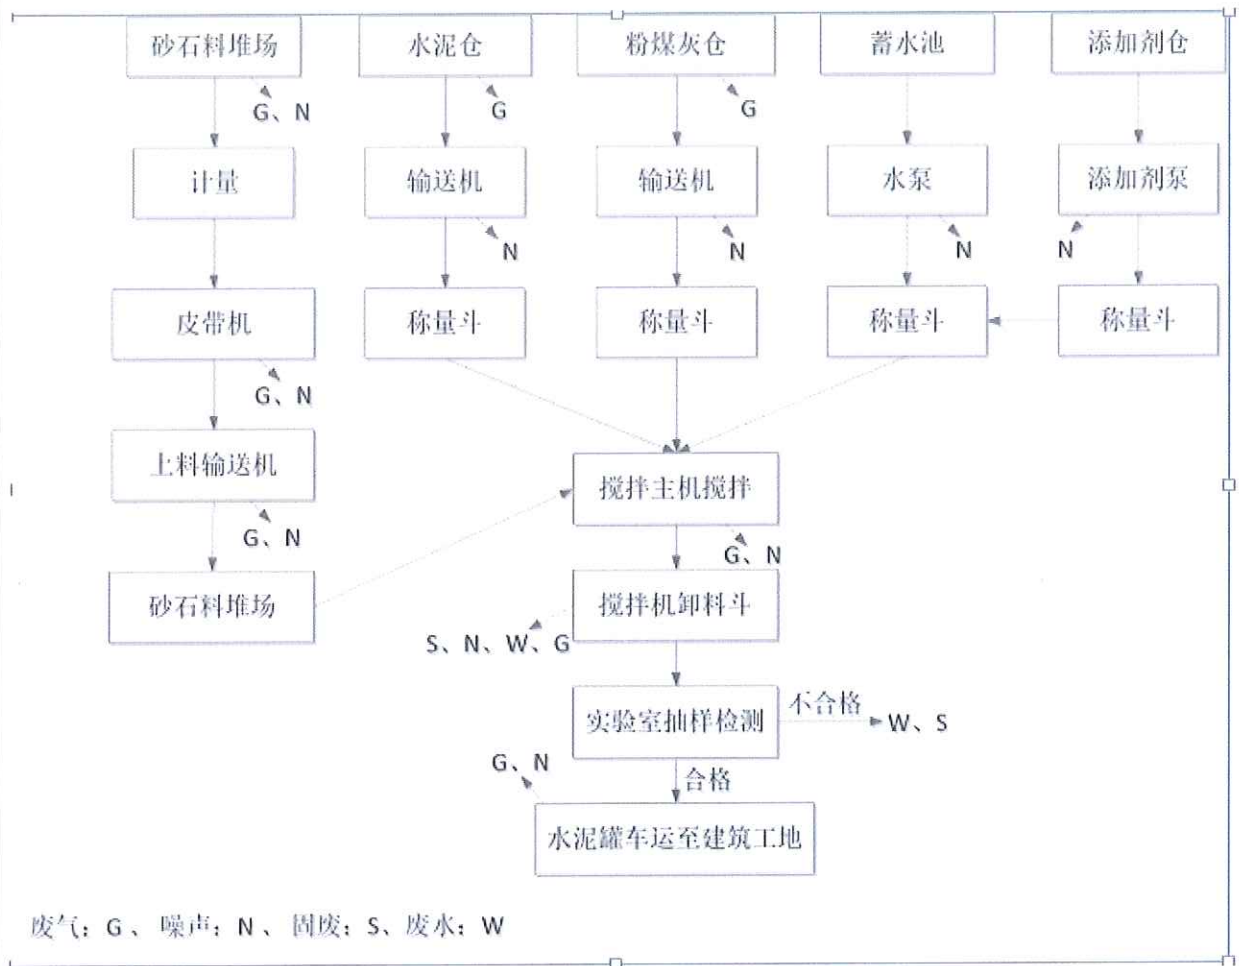 砂石料堆场 水泥仓 粉煤灰仓 蓄水池 添加剂仓
G、N G G
计量 输送机 输送机 水泵 添加剂泵
N N N N
皮带机 称量斗 称量斗 称量斗 称量斗
G、N
上料输送机
搅拌主机搅拌
G、N
G、N
砂石料堆场 搅拌机卸料斗
S、N、W、G
实验室抽样检测 不合格 W、S
G、N
合格
水泥罐车运至建筑工地
废气：G 、 噪声：N 、 固废：S、废水：W